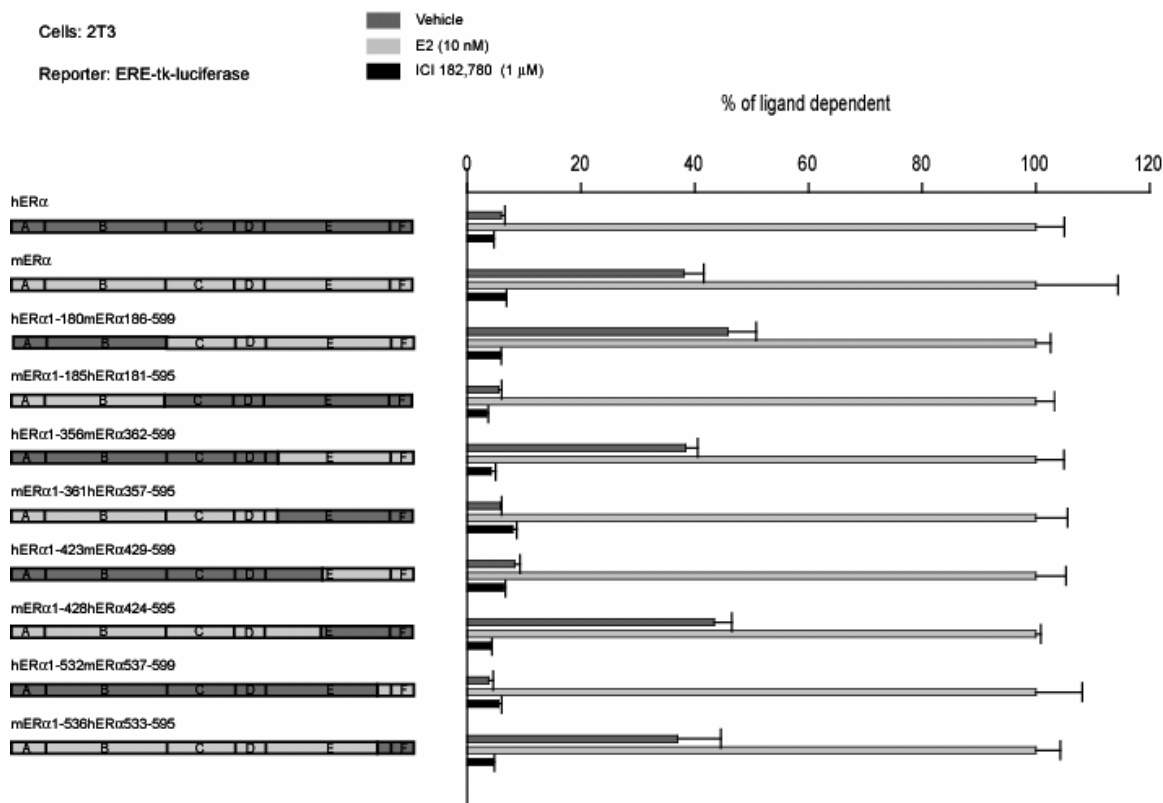 Cells: 2T3
Reporter: ERE-tk-luciferase
Vehicle
E2 (10 nM)
ICI 182,780 (1 μM)
% of ligand dependent
0 20 40 60 80 100 120
hERα
A B C D E F
mERα
A B C D E F
hERα1-180mERα186-599
A B C D E F
mERα1-185hERα181-595
A B C D E F
hERα1-356mERα362-599
A B C D E F
mERα1-361hERα357-595
A B C D E F
hERα1-423mERα429-599
A B C D E F
mERα1-428hERα424-595
A B C D E F
hERα1-532mERα537-599
A B C D E F
mERα1-536hERα533-595
A B C D E F